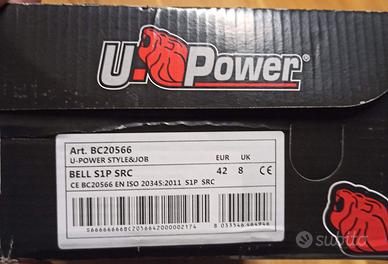 U.Power®
Art. BC20566
U-POWER STYLE&JOB
EUR UK
BELL S1P SRC 42 8 CE
CE BC20566 EN ISO 20345:2011 S1P SRC
subito